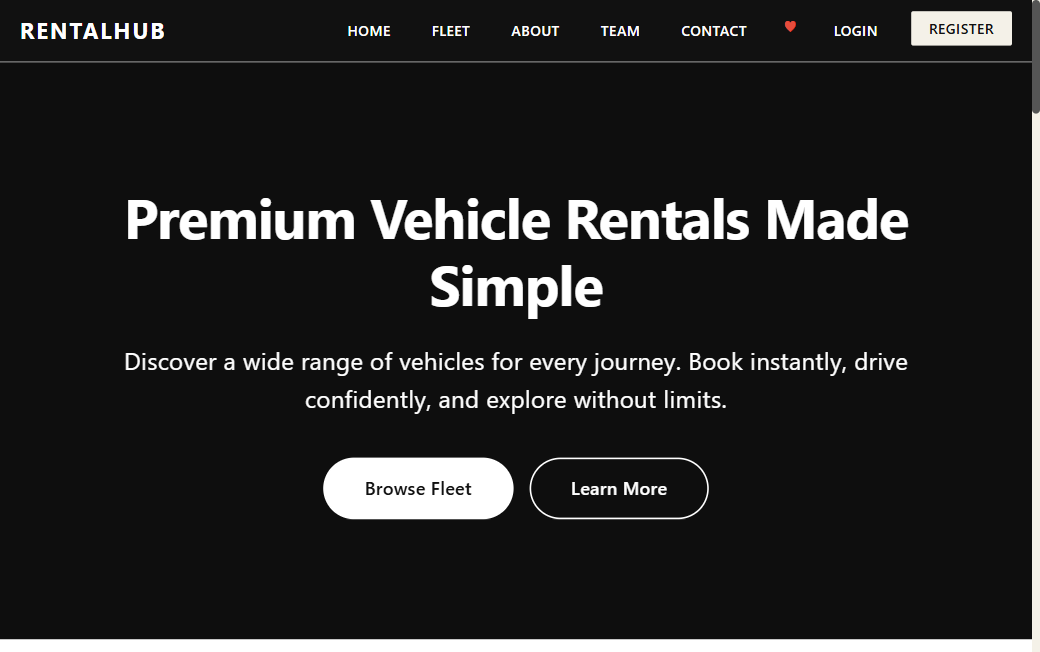 RENTALHUB
HOME FLEET ABOUT TEAM CONTACT LOGIN REGISTER
Premium Vehicle Rentals Made
Simple
Discover a wide range of vehicles for every journey. Book instantly, drive
confidently, and explore without limits.
Browse Fleet Learn More